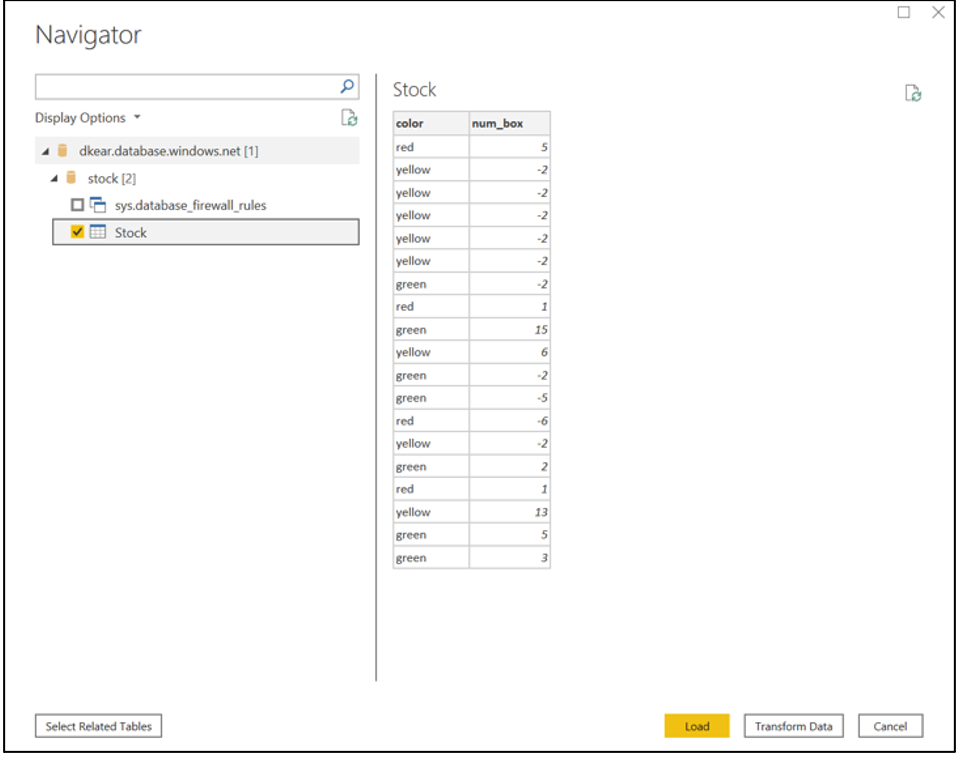 Navigator
Display Options
dkear.database.windows.net [1]
stock [2]
sys.database_firewall_rules
Stock
Stock
color num_box
red 5
yellow -2
yellow -2
yellow -2
yellow -2
yellow -2
green -2
red 1
green 15
yellow 6
green -2
green -5
red -6
yellow -2
green 2
red 1
yellow 13
green 5
green 3
Select Related Tables
Load
Transform Data
Cancel